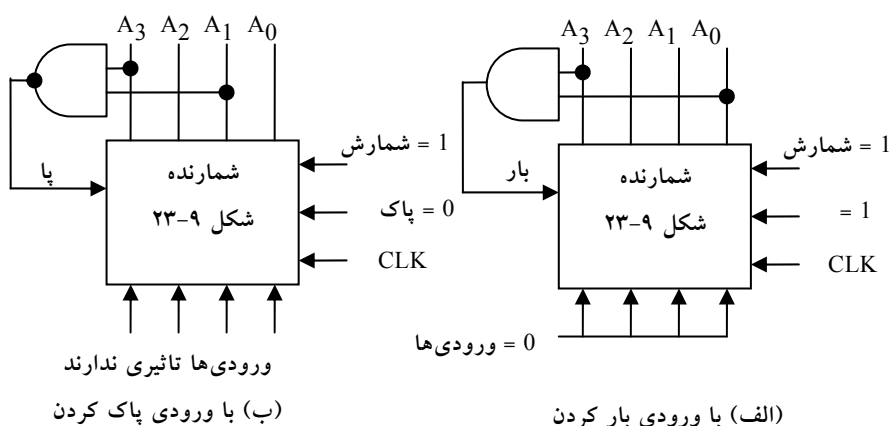 A3 A2 A1 A0
پا
شمارنده
شکل ۹-۲۳
1 = شمارش
0 = پاک
CLK
ورودی‌ها تاثیری ندارند
(ب) با ورودی پاک کردن
A3 A2 A1 A0
بار
شمارنده
شکل ۹-۲۳
1 = شمارش
1 =
CLK
0 = ورودی‌ها
(الف) با ورودی بار کردن